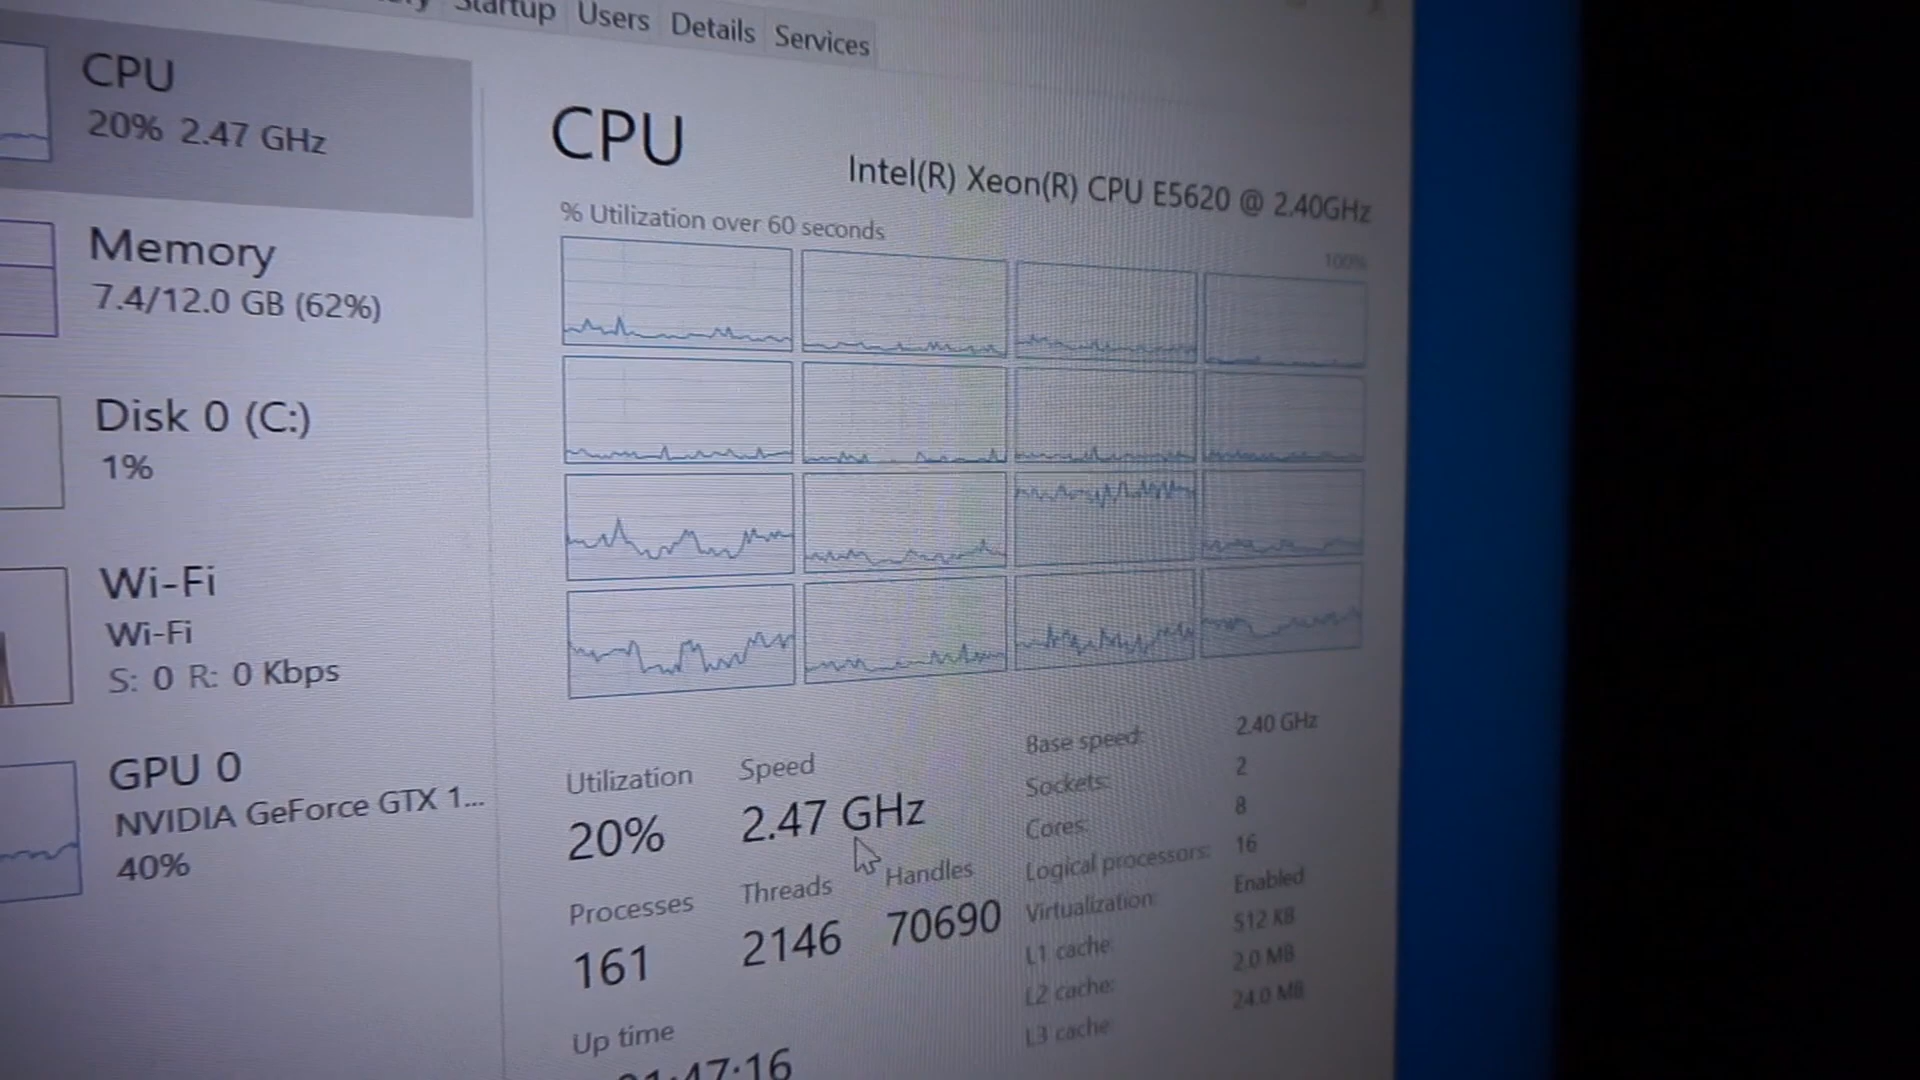 Startup Users Details Services
CPU
20% 2.47 GHz
Memory
7.4/12.0 GB (62%)
Disk 0 (C:)
1%
Wi-Fi
Wi-Fi
S: 0 R: 0 Kbps
GPU 0
NVIDIA GeForce GTX 1...
40%
CPU
Intel(R) Xeon(R) CPU E5620 @ 2.40GHz
% Utilization over 60 seconds
100%
Utilization
20%
Speed
2.47 GHz
Processes
161
Threads
2146
Handles
70690
Up time
47:16
Base speed: 2.40 GHz
Sockets: 2
Cores: 8
Logical processors: 16
Virtualization: Enabled
L1 cache: 512 KB
L2 cache: 2.0 MB
L3 cache: 24.0 MB